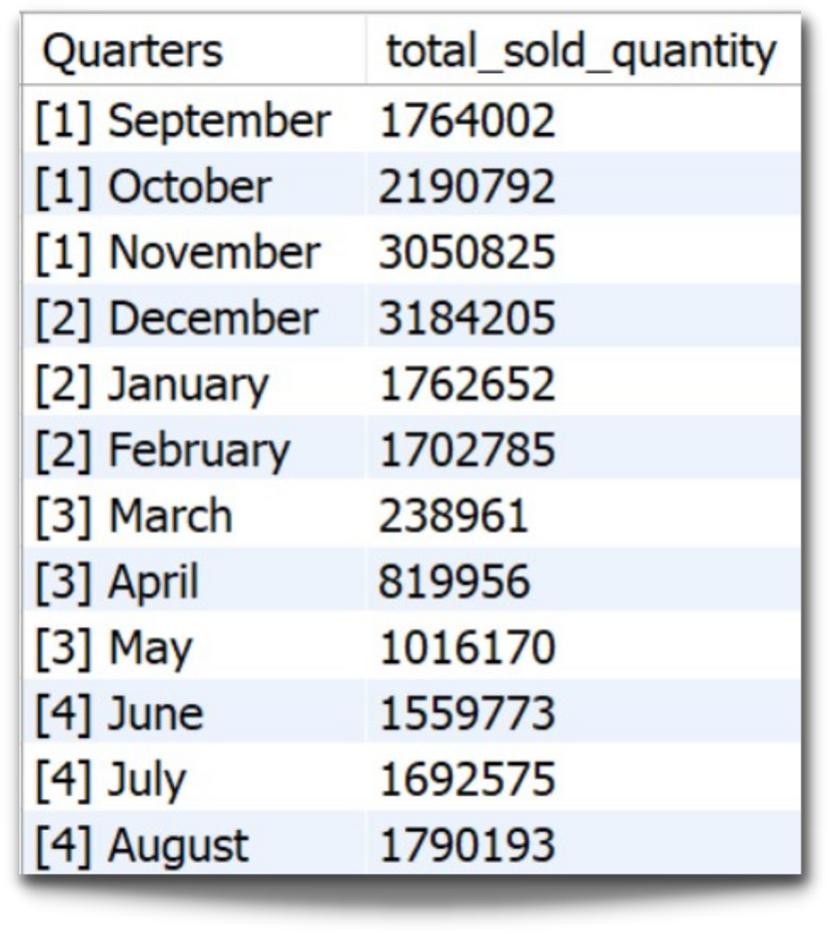 Quarters total_sold_quantity
[1] September 1764002
[1] October 2190792
[1] November 3050825
[2] December 3184205
[2] January 1762652
[2] February 1702785
[3] March 238961
[3] April 819956
[3] May 1016170
[4] June 1559773
[4] July 1692575
[4] August 1790193